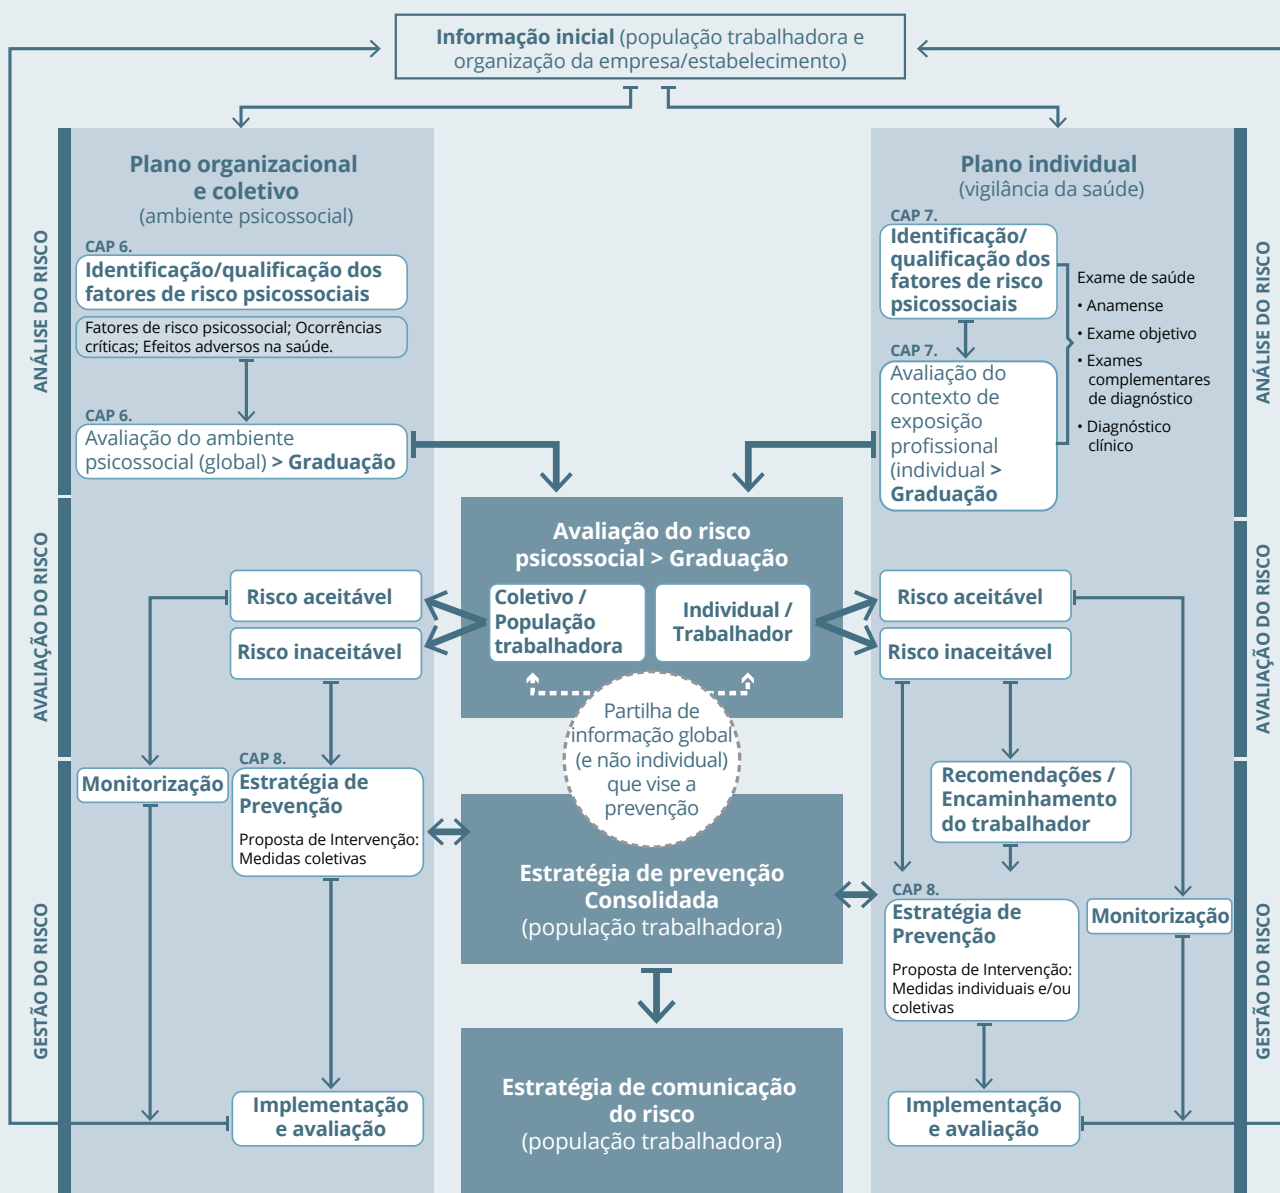 Informação inicial (população trabalhadora e
organização da empresa/estabelecimento)
Plano organizacional
e coletivo
(ambiente psicossocial)
CAP 6.
Identificação/qualificação dos
fatores de risco psicossociais
Fatores de risco psicossocial; Ocorrências
críticas; Efeitos adversos na saúde.
CAP 6.
Avaliação do ambiente
psicossocial (global) > Graduação
ANÁLISE DO RISCO
Plano individual
(vigilância da saúde)
CAP 7.
Identificação/
qualificação dos
fatores de risco
psicossociais
CAP 7.
Avaliação do
contexto de
exposição
profissional
(individual >
Graduação
Exame de saúde
• Anamense
• Exame objetivo
• Exames
complementares
de diagnóstico
• Diagnóstico
clínico
ANÁLISE DO RISCO
Avaliação do risco
psicossocial > Graduação
Coletivo /
População
trabalhadora
Individual /
Trabalhador
AVALIAÇÃO DO RISCO
Risco aceitável
Risco inaceitável
Risco aceitável
Risco inaceitável
AVALIAÇÃO DO RISCO
Partilha de
informação global
(e não individual)
que vise a
prevenção
GESTÃO DO RISCO
Monitorização
CAP 8.
Estratégia de
Prevenção
Proposta de Intervenção:
Medidas coletivas
Implementação
e avaliação
Estratégia de prevenção
Consolidada
(população trabalhadora)
Estratégia de comunicação
do risco
(população trabalhadora)
Recomendações /
Encaminhamento
do trabalhador
CAP 8.
Estratégia de
Prevenção
Proposta de Intervenção:
Medidas individuais e/ou
coletivas
Monitorização
Implementação
e avaliação
GESTÃO DO RISCO